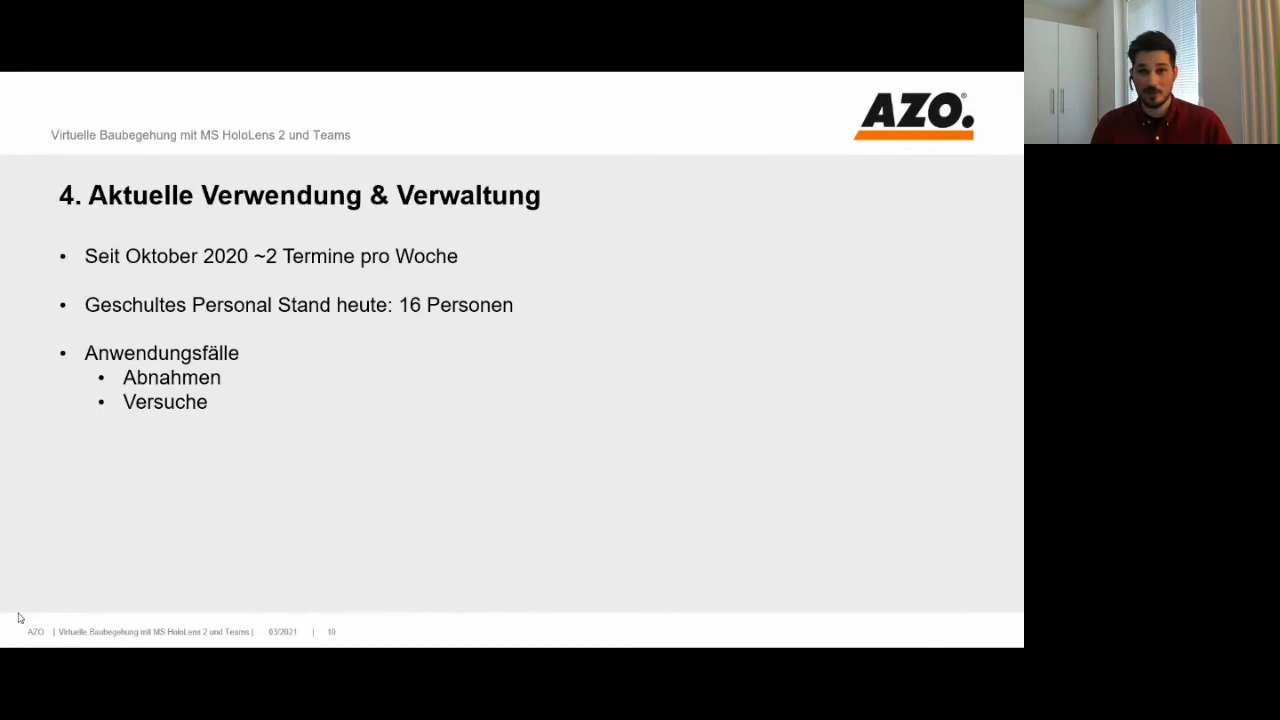 Virtuelle Baubegehung mit MS HoloLens 2 und Teams
AZO.®
4. Aktuelle Verwendung & Verwaltung
• Seit Oktober 2020 ~2 Termine pro Woche
• Geschultes Personal Stand heute: 16 Personen
• Anwendungsfälle
• Abnahmen
• Versuche
AZO | Virtuelle Baubegehung mit MS HoloLens 2 und Teams | 03/2021 | 10